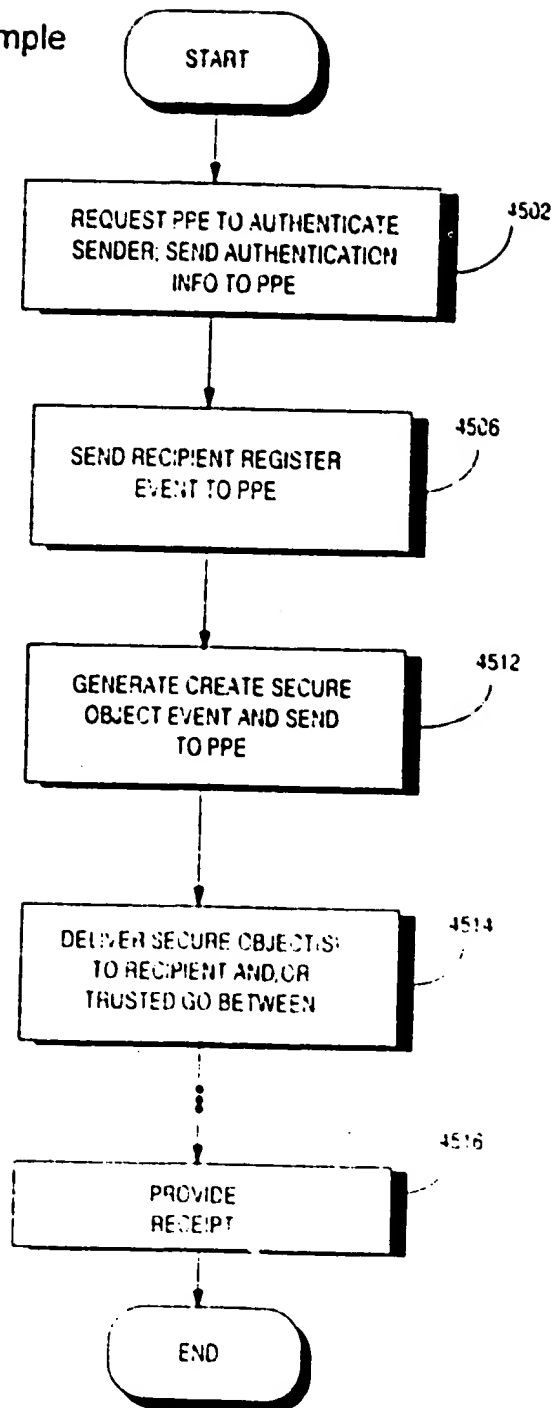 mple
START
REQUEST PPE TO AUTHENTICATE
SENDER; SEND AUTHENTICATION
INFO TO PPE
4502
SEND RECIPIENT REGISTER
EVENT TO PPE
4506
GENERATE CREATE SECURE
OBJECT EVENT AND SEND
TO PPE
4512
DELIVER SECURE OBJECT(S)
TO RECIPIENT AND/OR
TRUSTED GO BETWEEN
4514
PROVIDE
RECEIPT
4516
END